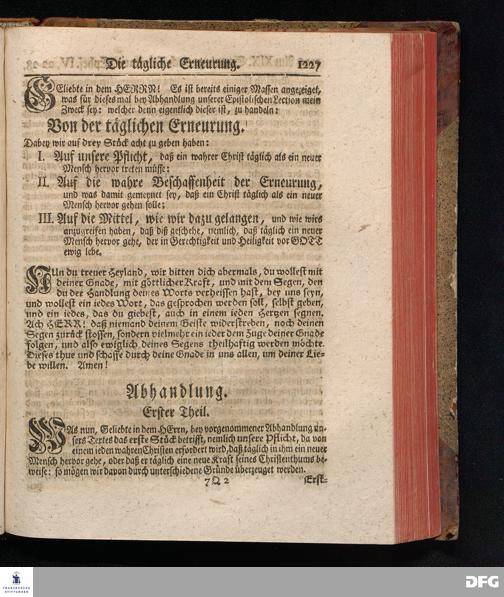 Die tägliche Erneurung. 1227
GEliebte in dem HERRN! Es ist bereits einiger Massen angezeiget,
was für dieses mal bey Abhandlung unserer Epistolischen Lection mein
Zweck sey: welcher denn eigentlich dieser ist, zu handeln:
Von der täglichen Erneurung.
Dabey wir auf drey Stück acht zu geben haben:
I. Auf unsere Pflicht, daß ein wahrer Christ täglich als ein neuer
Mensch hervor treten müsse:
II. Auf die wahre Beschaffenheit der Erneurung,
und was damit gemeynet sey, daß ein Christ täglich als ein neuer
Mensch hervor gehen solle:
III. Auf die Mittel, wie wir dazu gelangen, und wie wirs
anzugreifen haben, daß diß geschehe, nemlich, daß täglich ein neuer
Mensch hervor gehe, der in Gerechtigkeit und Heiligkeit vor GOTT
ewig lebe.
NUn du treuer Heyland, wir bitten dich abermals, du wollest mit
deiner Gnade, mit göttlicher Kraft, und mit dem Segen, den
du der Handlung deines Worts verheissen hast, bey uns seyn,
und wollest ein iedes Wort, das gesprochen werden soll, selbst geben,
und ein iedes, das du giebest, auch in einem ieden Hertzen segnen.
Ach HERR! daß niemand deinem Geiste widerstreben, noch deinen
Segen zurück stossen, sondern vielmehr ein ieder dem Zuge deiner Gnade
folgen, und also ewiglich deines Segens theilhaftig werden möchte.
Dieses thue und schaffe durch deine Gnade in uns allen, um deiner Lie-
be willen. Amen!
Abhandlung.
Erster Theil.
WAs nun, Geliebte in dem HErrn, bey vorgenommener Abhandlung un-
sers Textes das erste Stück betrifft, nemlich unsere Pflicht, da von
einem ieden wahren Christen erfordert wird, daß täglich in ihm ein neuer
Mensch hervor gehe, oder daß er täglich eine neue Kraft seines Christenthums be-
weise: so mögen wir davon durch unterschiedene Gründe überzeuget werden.
7Q 2 Erst-
FRANCKESCHE
STIFTUNGEN
DFG